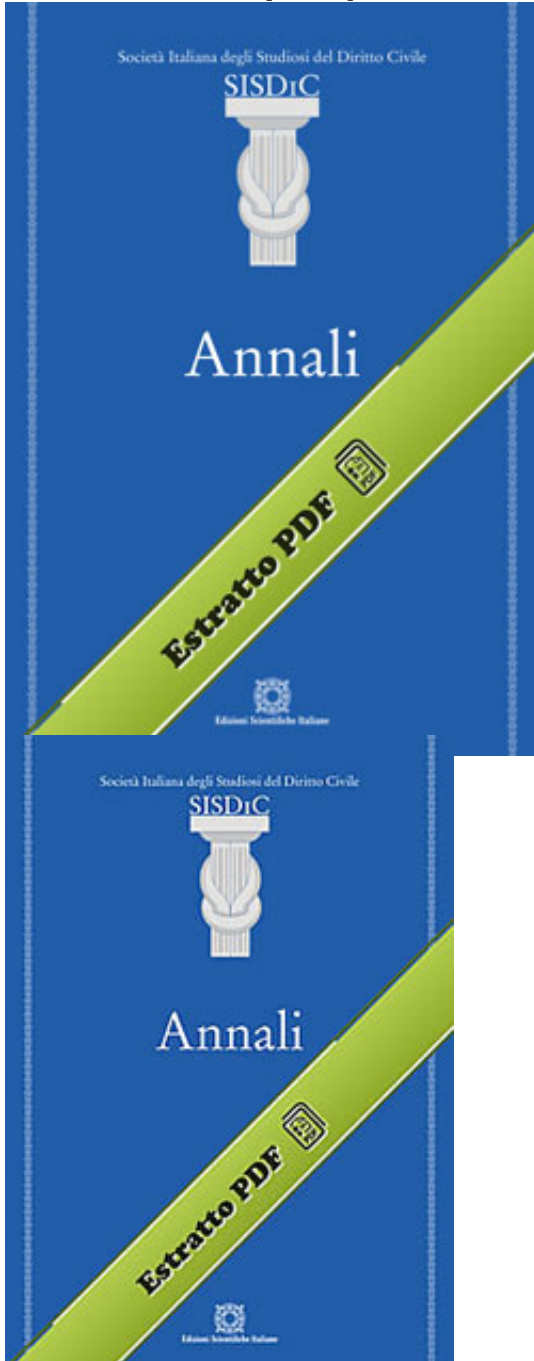 Società Italiana degli Studiosi del Diritto Civile
SISDiC
Annali
Estratto PDF
Edizioni Scientifiche Italiane
Società Italiana degli Studiosi del Diritto Civile
SISDiC
Annali
Estratto PDF
Edizioni Scientifiche Italiane